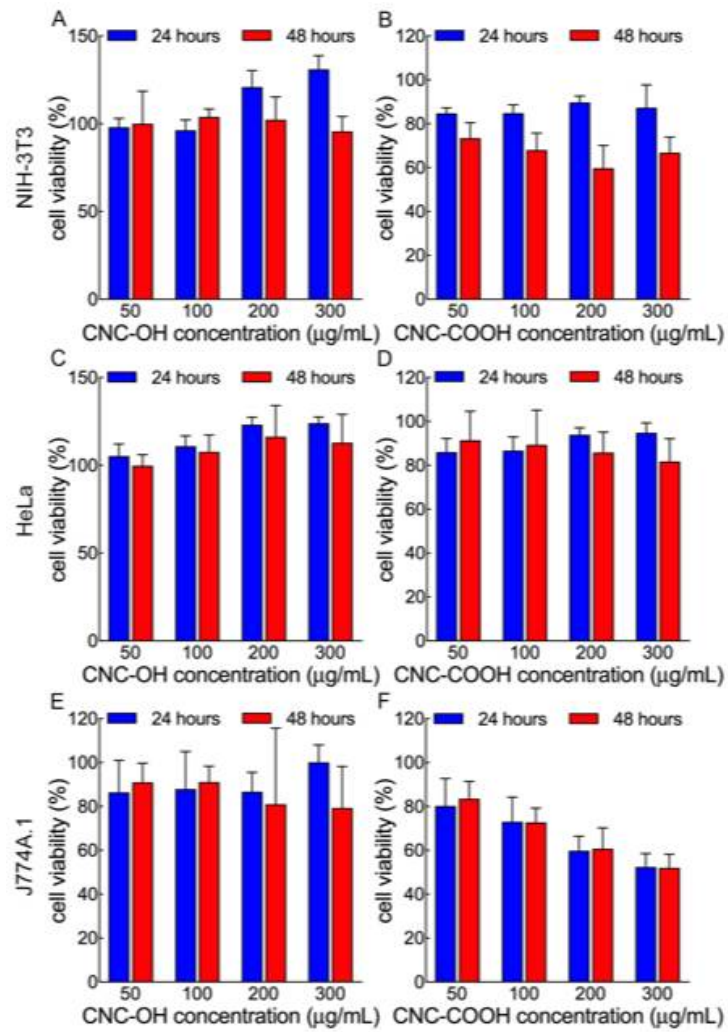 A
24 hours 48 hours
150
100
50
0
cell viability (%)
NIH-3T3
50 100 200 300
CNC-OH concentration (μg/mL)
B
24 hours 48 hours
120
100
80
60
40
20
0
cell viability (%)
50 100 200 300
CNC-COOH concentration (μg/mL)
C
24 hours 48 hours
150
100
50
0
cell viability (%)
HeLa
50 100 200 300
CNC-OH concentration (μg/mL)
D
24 hours 48 hours
120
100
80
60
40
20
0
cell viability (%)
50 100 200 300
CNC-COOH concentration (μg/mL)
E
24 hours 48 hours
120
100
80
60
40
20
0
cell viability (%)
J774A.1
50 100 200 300
CNC-OH concentration (μg/mL)
F
24 hours 48 hours
120
100
80
60
40
20
0
cell viability (%)
50 100 200 300
CNC-COOH concentration (μg/mL)